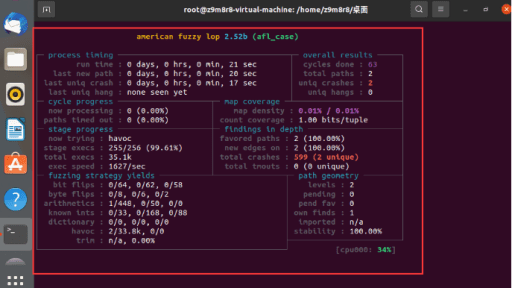 root@z9m8r8-virtual-machine: /home/z9m8r8/桌面
american fuzzy lop 2.52b (afl_case)
process timing
run time : 0 days, 0 hrs, 0 min, 21 sec
last new path : 0 days, 0 hrs, 0 min, 20 sec
last uniq crash : 0 days, 0 hrs, 0 min, 17 sec
last uniq hang : none seen yet
overall results
cycles done : 63
total paths : 2
uniq crashes : 2
uniq hangs : 0
cycle progress
now processing : 0 (0.00%)
paths timed out : 0 (0.00%)
map coverage
map density : 0.01% / 0.01%
count coverage : 1.00 bits/tuple
stage progress
now trying : havoc
stage execs : 255/256 (99.61%)
total execs : 35.1k
exec speed : 1627/sec
findings in depth
favored paths : 2 (100.00%)
new edges on : 2 (100.00%)
total crashes : 599 (2 unique)
total tmouts : 0 (0 unique)
fuzzing strategy yields
bit flips : 0/64, 0/62, 0/58
byte flips : 0/8, 0/6, 0/2
arithmetics : 1/448, 0/50, 0/0
known ints : 0/33, 0/168, 0/88
dictionary : 0/0, 0/0, 0/0
havoc : 2/33.8k, 0/0
trim : n/a, 0.00%
path geometry
levels : 2
pending : 0
pend fav : 0
own finds : 1
imported : n/a
stability : 100.00%
[cpu000: 34%]